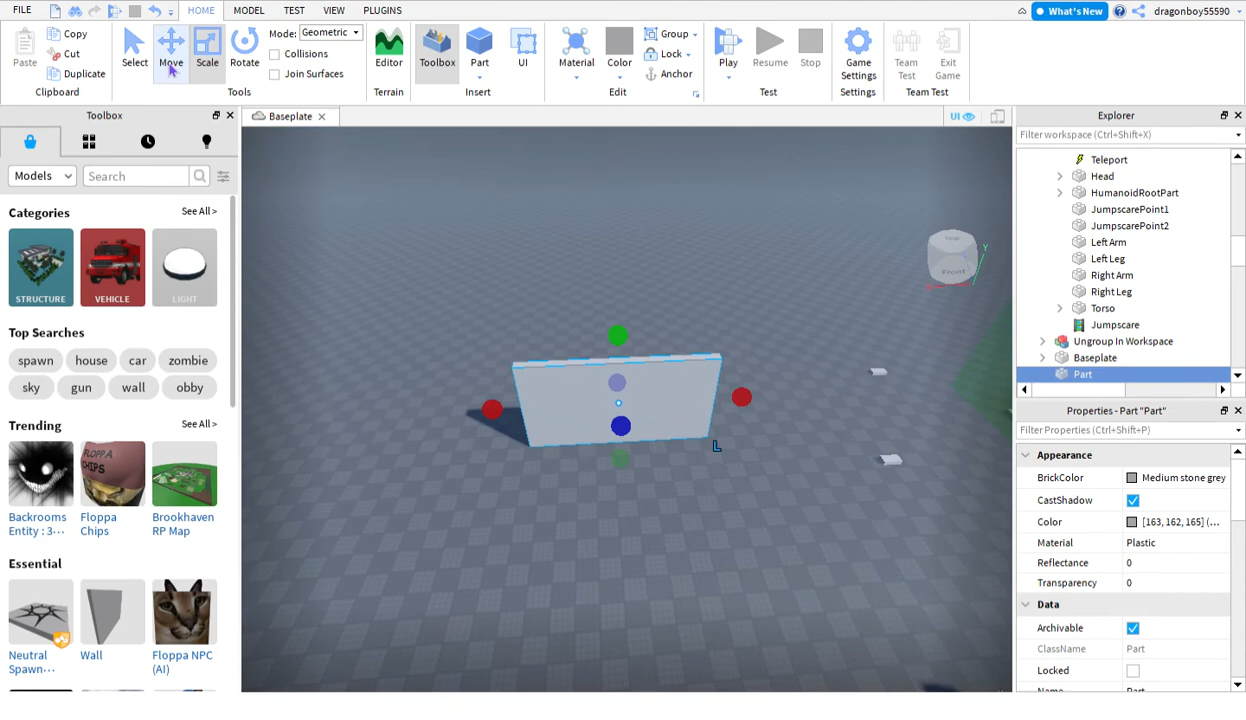 FILE HOME MODEL TEST VIEW PLUGINS What's New dragonboy55590
Paste Copy Cut Duplicate Clipboard
Select Move Scale Rotate Mode: Geometric Collisions Join Surfaces Tools
Editor Terrain
Toolbox Part UI Insert
Material Color Group Lock Anchor Edit
Play Resume Stop Test
Game Settings Settings
Team Test Exit Game Team Test
Toolbox
Models Search
Categories See All >
STRUCTURE VEHICLE LIGHT
Top Searches
spawn house car zombie
sky gun wall obby
Trending See All >
FLOPPA CHIPS
Backrooms Floppa Brookhaven
Entity : 3··· Chips RP Map
Essential
Neutral Wall Floppa NPC
Spawn··· (AI)
Baseplate UI
Front
Y
L
Explorer
Filter workspace (Ctrl+Shift+X)
Teleport
Head
HumanoidRootPart
JumpscarePoint1
JumpscarePoint2
Left Arm
Left Leg
Right Arm
Right Leg
Torso
Jumpscare
Ungroup In Workspace
Baseplate
Part
Properties - Part "Part"
Filter Properties (Ctrl+Shift+P)
Appearance
BrickColor Medium stone grey
CastShadow
Color [163, 162, 165] (...
Material Plastic
Reflectance 0
Transparency 0
Data
Archivable
ClassName Part
Locked
Name Part